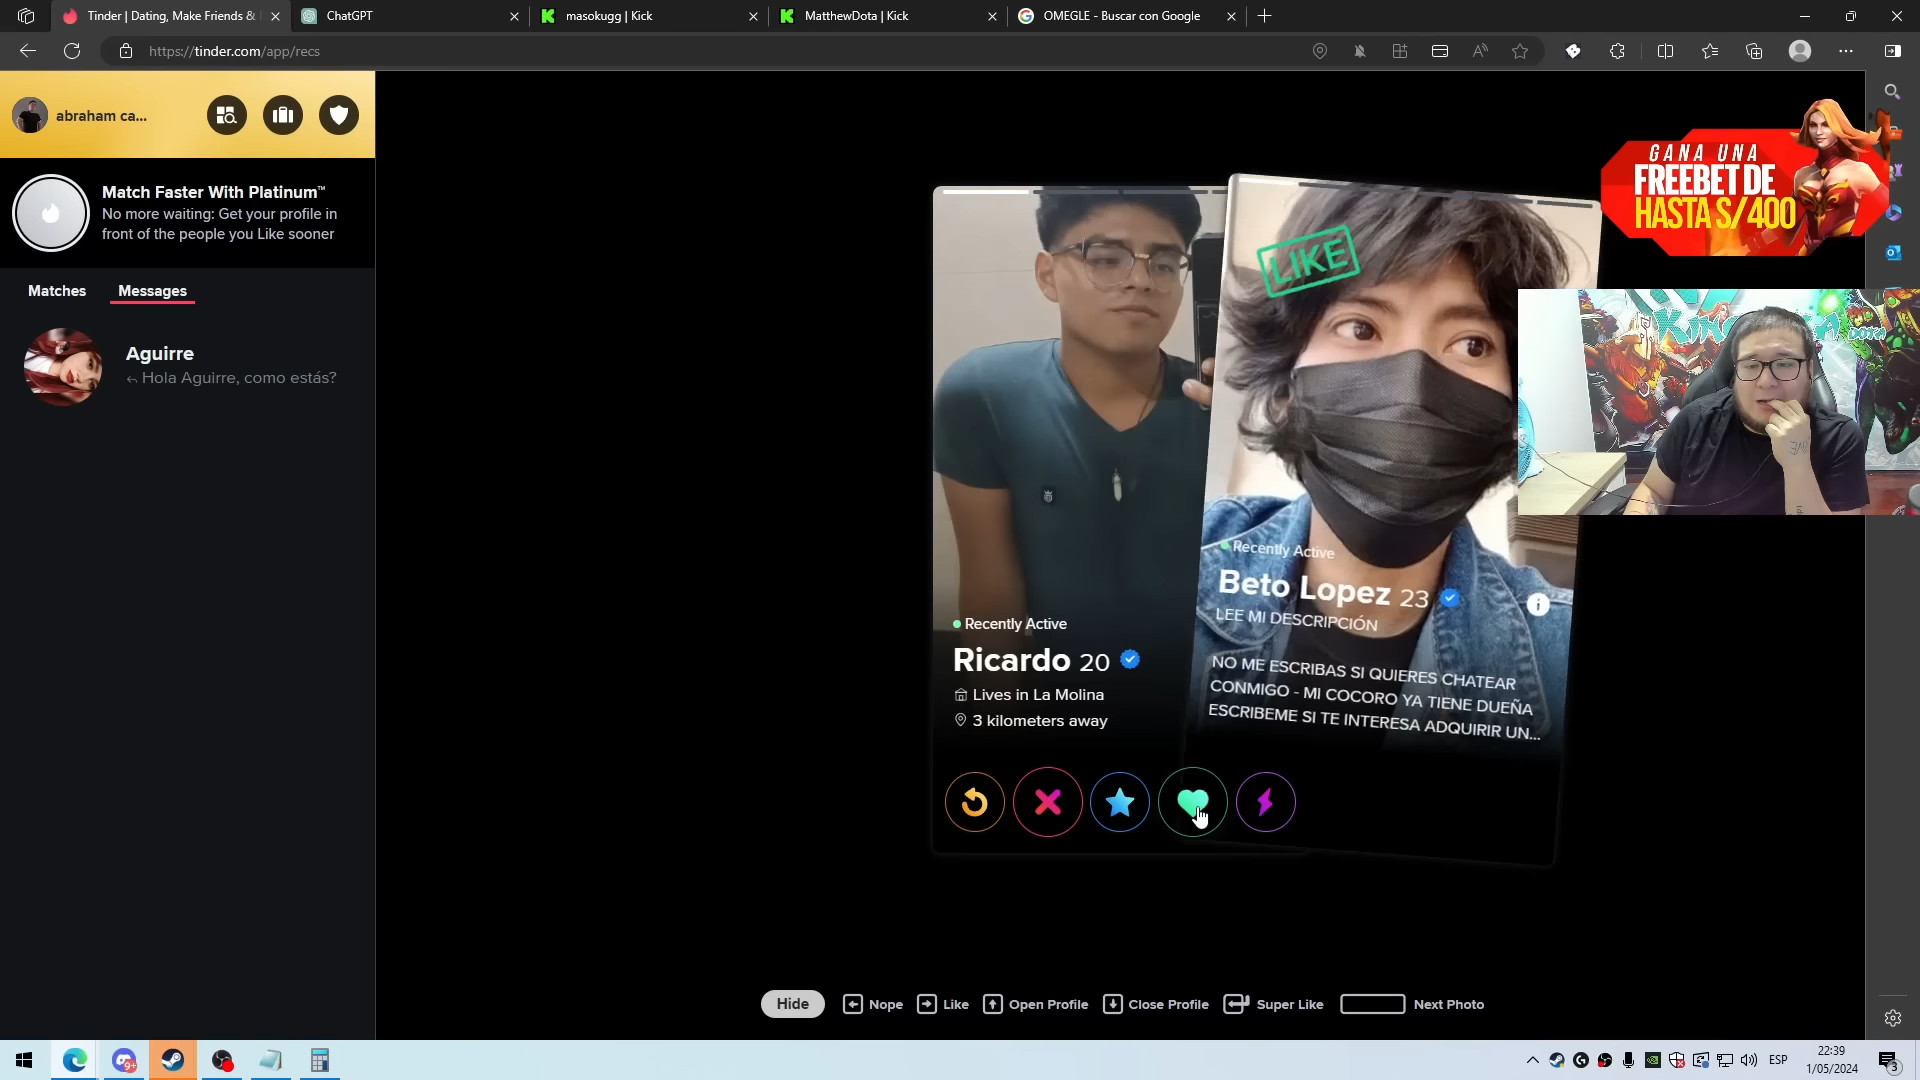 Tinder | Dating, Make Friends &
ChatGPT
masokugg | Kick
MatthewDota | Kick
OMEGLE - Buscar con Google
https://tinder.com/app/recs
abraham ca...
Match Faster With Platinum™
No more waiting: Get your profile in
front of the people you Like sooner
Matches
Messages
Aguirre
Hola Aguirre, como estás?
GANA UNA
FREEBET DE
HASTA S/400
LIKE
Recently Active
Beto Lopez 23
LEE MI DESCRIPCIÓN
NO ME ESCRIBAS SI QUIERES CHATEAR
CONMIGO - MI COCORO YA TIENE DUEÑA
ESCRIBEME SI TE INTERESA ADQUIRIR UN...
Recently Active
Ricardo 20
Lives in La Molina
3 kilometers away
Hide
Nope
Like
Open Profile
Close Profile
Super Like
Next Photo
9+
ESP
22:39
1/05/2024
3